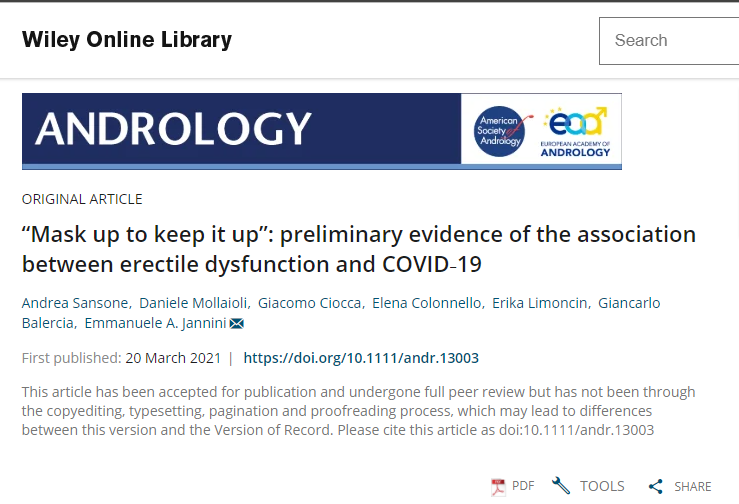 Wiley Online Library
Search
ANDROLOGY
American
Society of
Andrology
eaa
EUROPEAN ACADEMY OF
ANDROLOGY
ORIGINAL ARTICLE
“Mask up to keep it up”: preliminary evidence of the association
between erectile dysfunction and COVID‐19
Andrea Sansone, Daniele Mollaioli, Giacomo Ciocca, Elena Colonnello, Erika Limoncin, Giancarlo
Balercia, Emmanuele A. Jannini
First published: 20 March 2021 | https://doi.org/10.1111/andr.13003
This article has been accepted for publication and undergone full peer review but has not been through
the copyediting, typesetting, pagination and proofreading process, which may lead to differences
between this version and the Version of Record. Please cite this article as doi:10.1111/andr.13003
PDF TOOLS SHARE